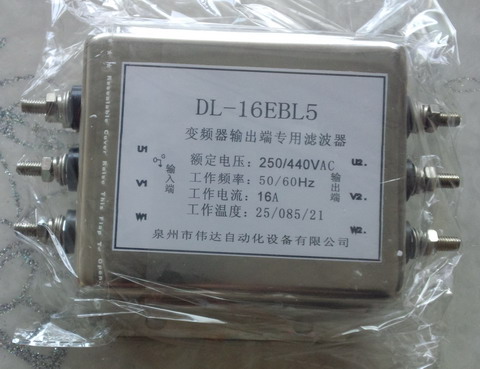 DL-16EBL5
变频器输出端专用滤波器
额定电压：250/440VAC
工作频率：50/60Hz
工作电流：16A
工作温度：25/085/21
泉州市伟达自动化设备有限公司
U1
V1
W1
输入端
输出端
U2.
V2.
W2.